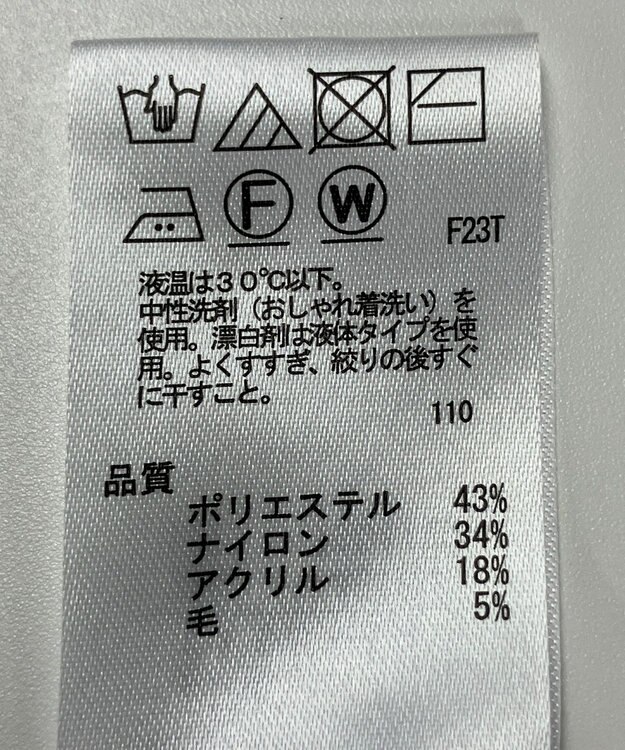 F W F23T
液温は30℃以下。
中性洗剤（おしゃれ着洗い）を
使用。漂白剤は液体タイプを使
用。よくすすぎ、絞りの後すぐ
に干すこと。
110
品質
ポリエステル 43%
ナイロン 34%
アクリル 18%
毛 5%